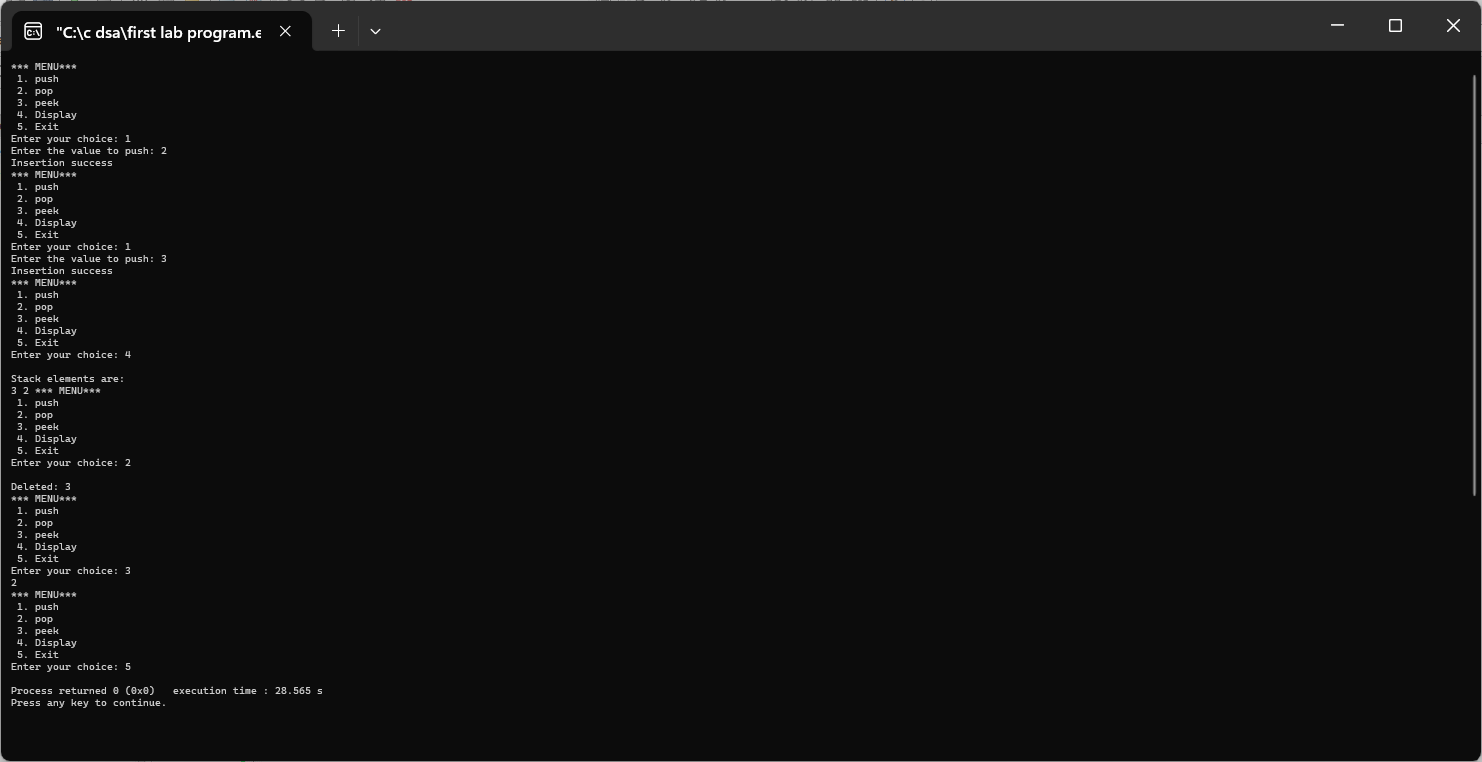 "C:\c dsa\first lab program.e
*** MENU***
 1. push
 2. pop
 3. peek
 4. Display
 5. Exit
Enter your choice: 1
Enter the value to push: 2
Insertion success
*** MENU***
 1. push
 2. pop
 3. peek
 4. Display
 5. Exit
Enter your choice: 1
Enter the value to push: 3
Insertion success
*** MENU***
 1. push
 2. pop
 3. peek
 4. Display
 5. Exit
Enter your choice: 4

Stack elements are:
3 2 *** MENU***
 1. push
 2. pop
 3. peek
 4. Display
 5. Exit
Enter your choice: 2

Deleted: 3
*** MENU***
 1. push
 2. pop
 3. peek
 4. Display
 5. Exit
Enter your choice: 3
2
*** MENU***
 1. push
 2. pop
 3. peek
 4. Display
 5. Exit
Enter your choice: 5

Process returned 0 (0x0)   execution time : 28.565 s
Press any key to continue.